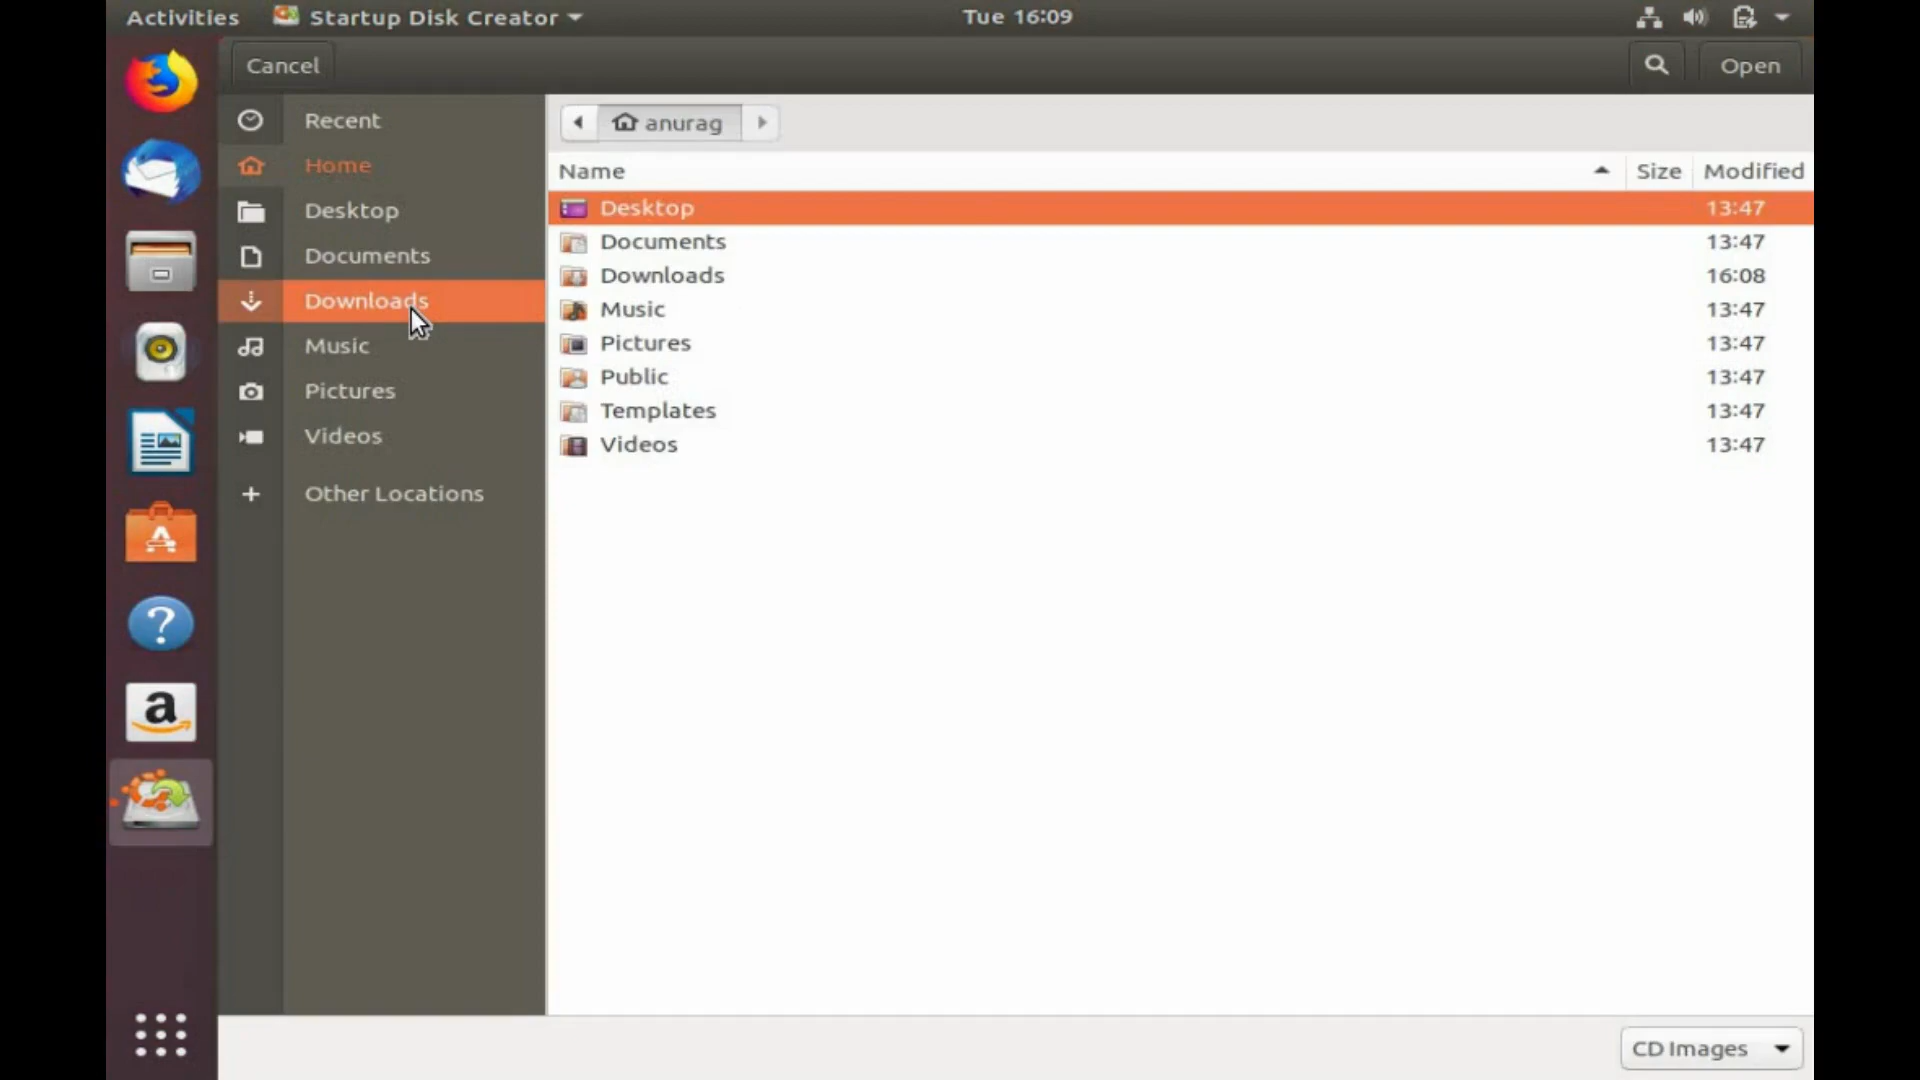 Activities Startup Disk Creator Tue 16:09
Cancel Open
Recent
Home
Desktop
Documents
Downloads
Music
Pictures
Videos
Other Locations
anurag
Name Size Modified
Desktop 13:47
Documents 13:47
Downloads 16:08
Music 13:47
Pictures 13:47
Public 13:47
Templates 13:47
Videos 13:47
CD Images